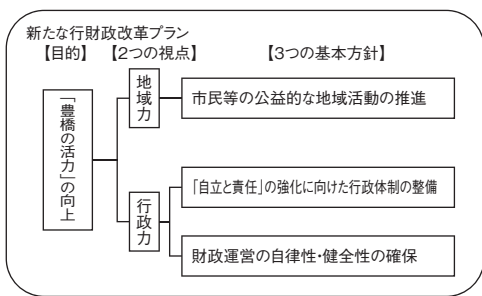 新たな行財政改革プラン
【目的】 【2つの視点】 【3つの基本方針】
「豊橋の活力」の向上
地域力
市民等の公益的な地域活動の推進
行政力
「自立と責任」の強化に向けた行政体制の整備
財政運営の自律性・健全性の確保